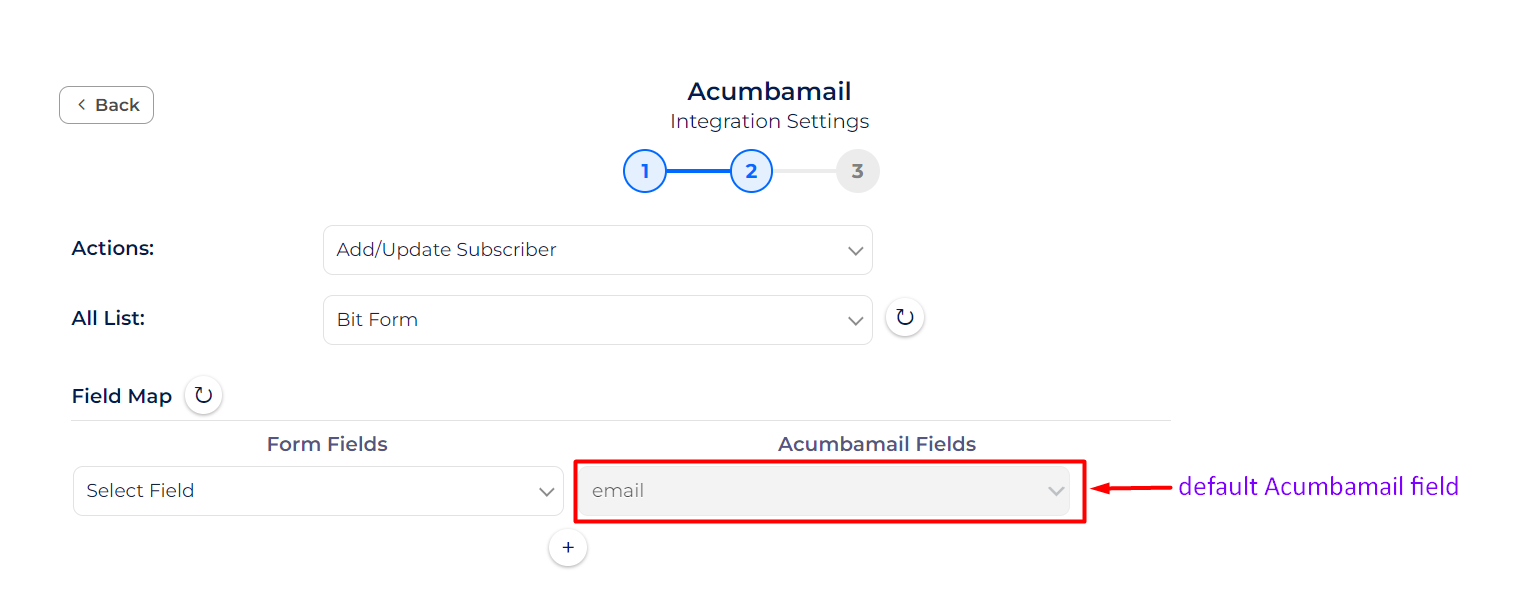 Back
Acumbamail
Integration Settings
1 2 3
Actions: Add/Update Subscriber
All List: Bit Form
Field Map
Form Fields Acumbamail Fields
Select Field email default Acumbamail field
+